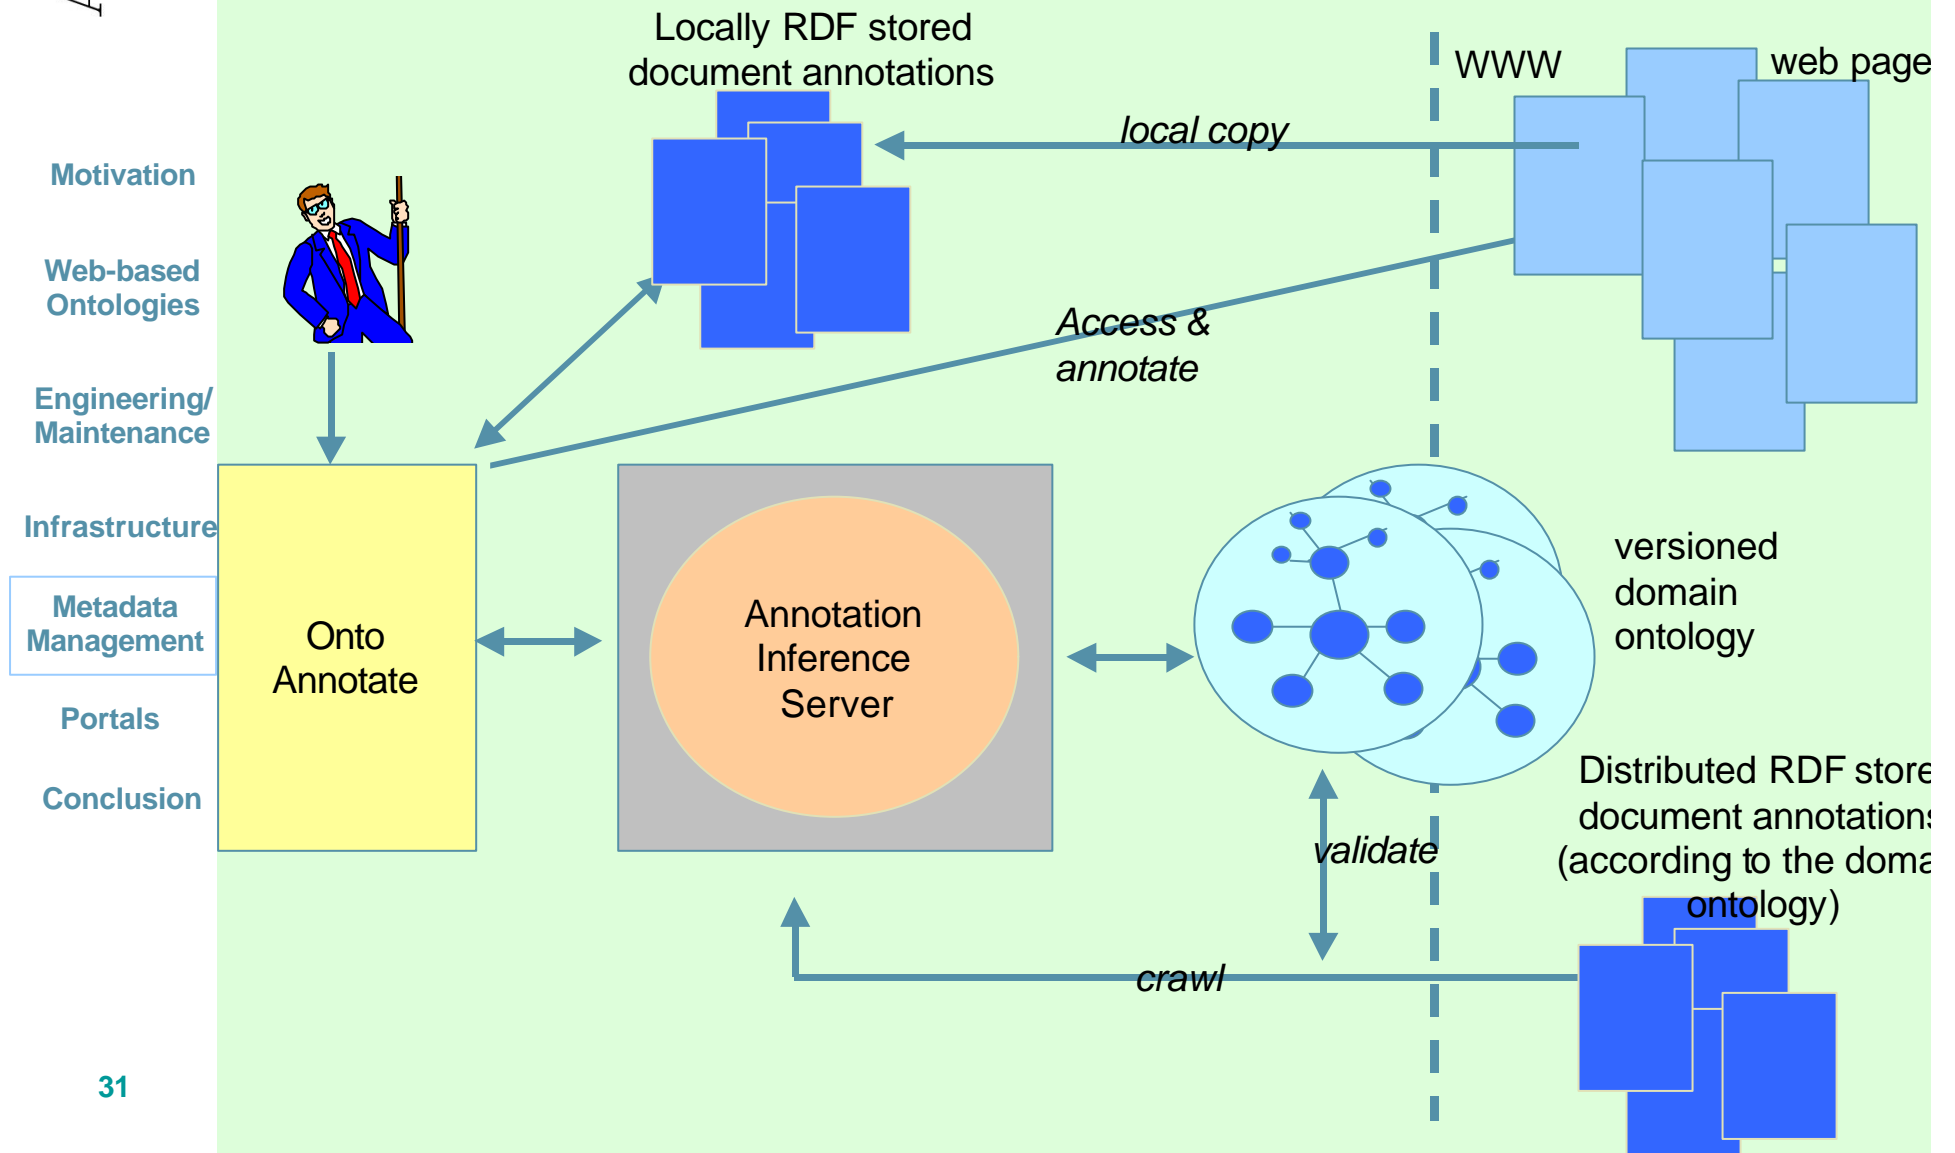 Locally RDF stored
document annotations
WWW
web page
local copy
Motivation
Web-based
Ontologies
Access &
annotate
Engineering/
Maintenance
Infrastructure
Metadata
Management
Onto
Annotate
Annotation
Inference
Server
versioned
domain
ontology
Portals
Conclusion
Distributed RDF store
document annotations
(according to the doma
ontology)
validate
crawl
31